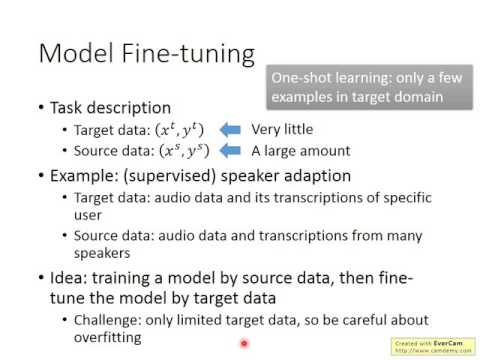 Model Fine-tuning
One-shot learning: only a few
examples in target domain
• Task description
• Target data: (xᵗ, yᵗ) Very little
• Source data: (xˢ, yˢ) A large amount
• Example: (supervised) speaker adaption
• Target data: audio data and its transcriptions of specific
user
• Source data: audio data and transcriptions from many
speakers
• Idea: training a model by source data, then fine-
tune the model by target data
• Challenge: only limited target data, so be careful about
overfitting
Created with EverCam.
http://www.camdemy.com